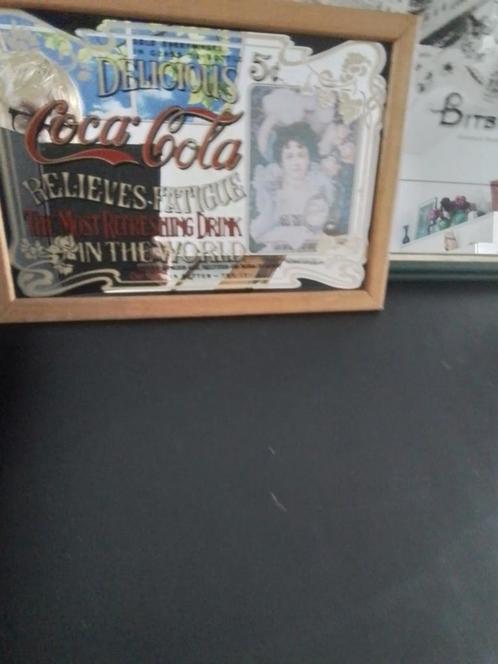 DELICIOUS
5¢
Coca-Cola
RELIEVES FATIGUE
THE MOST REFRESHING DRINK
IN THE WORLD
BITS